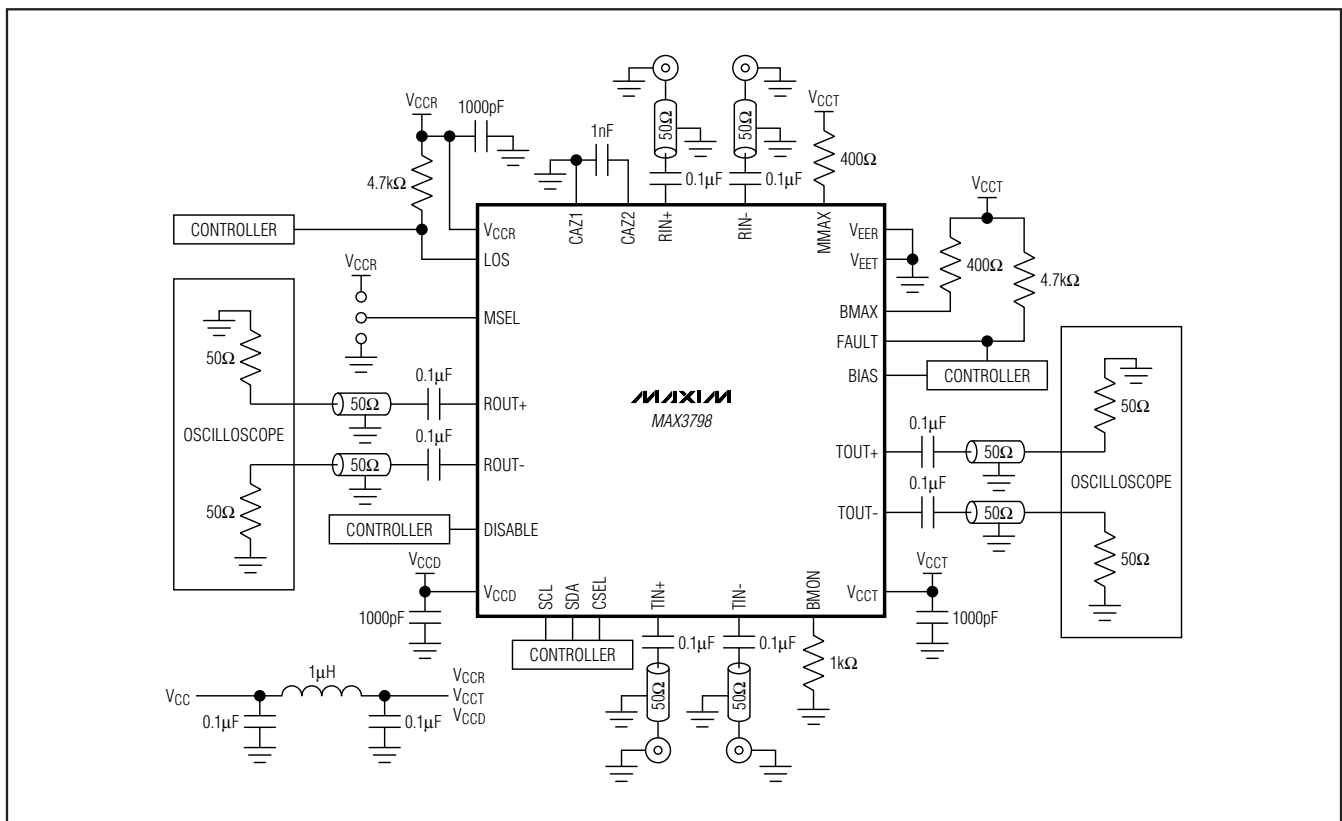 VCCR
1000pF
4.7kΩ
CONTROLLER
1nF
50Ω
50Ω
0.1μF
0.1μF
VCCT
400Ω
VCCT
400Ω
4.7kΩ
VCCR
LOS
CAZ1
CAZ2
RIN+
RIN-
MMAX
VEER
VEET
BMAX
FAULT
BIAS
CONTROLLER
VCCR
MSEL
50Ω
OSCILLOSCOPE
50Ω
0.1μF
50Ω
ROUT+
0.1μF
50Ω
ROUT-
MAXIM
MAX3798
TOUT+
0.1μF
50Ω
TOUT-
0.1μF
50Ω
50Ω
OSCILLOSCOPE
50Ω
CONTROLLER
DISABLE
VCCD
VCCD
1000pF
SCL
SDA
CSEL
TIN+
TIN-
BMON
VCCT
VCCT
1000pF
CONTROLLER
0.1μF
50Ω
0.1μF
50Ω
1kΩ
VCC
1μH
0.1μF
0.1μF
VCCR
VCCT
VCCD